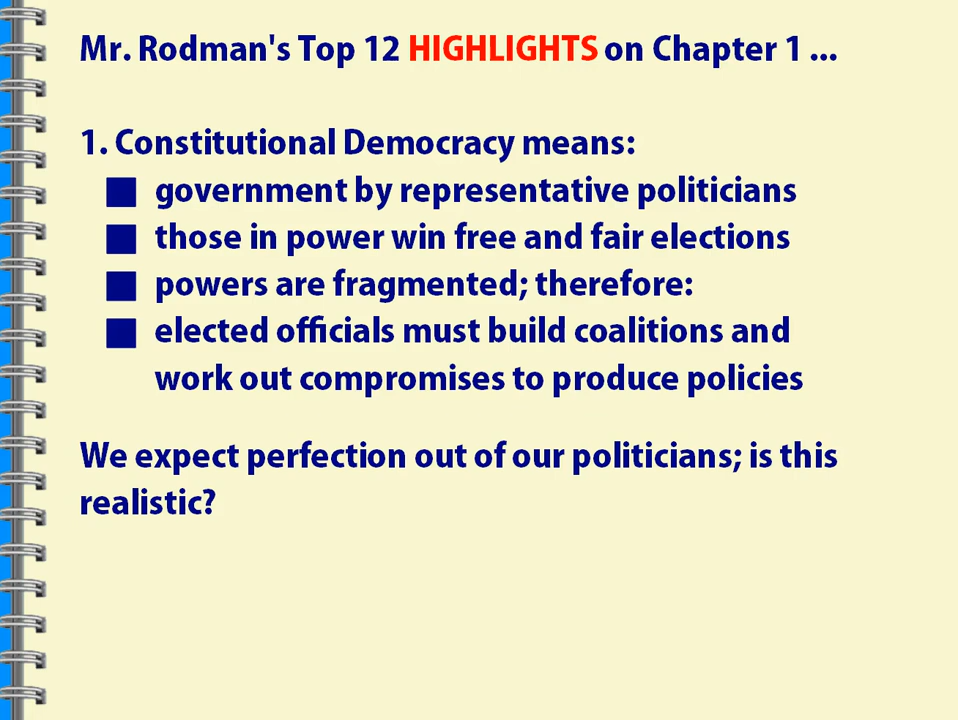 Mr. Rodman's Top 12 HIGHLIGHTS on Chapter 1 ...
1. Constitutional Democracy means:
government by representative politicians
those in power win free and fair elections
powers are fragmented; therefore:
elected officials must build coalitions and
work out compromises to produce policies
We expect perfection out of our politicians; is this
realistic?